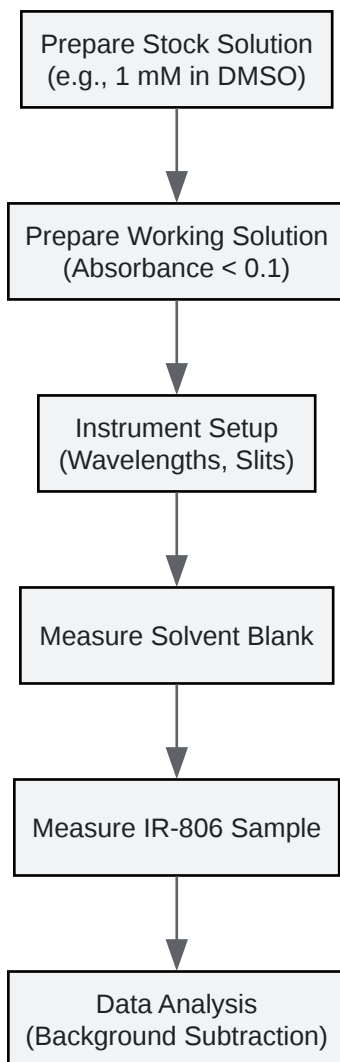 Prepare Stock Solution
(e.g., 1 mM in DMSO)
Prepare Working Solution
(Absorbance < 0.1)
Instrument Setup
(Wavelengths, Slits)
Measure Solvent Blank
Measure IR-806 Sample
Data Analysis
(Background Subtraction)